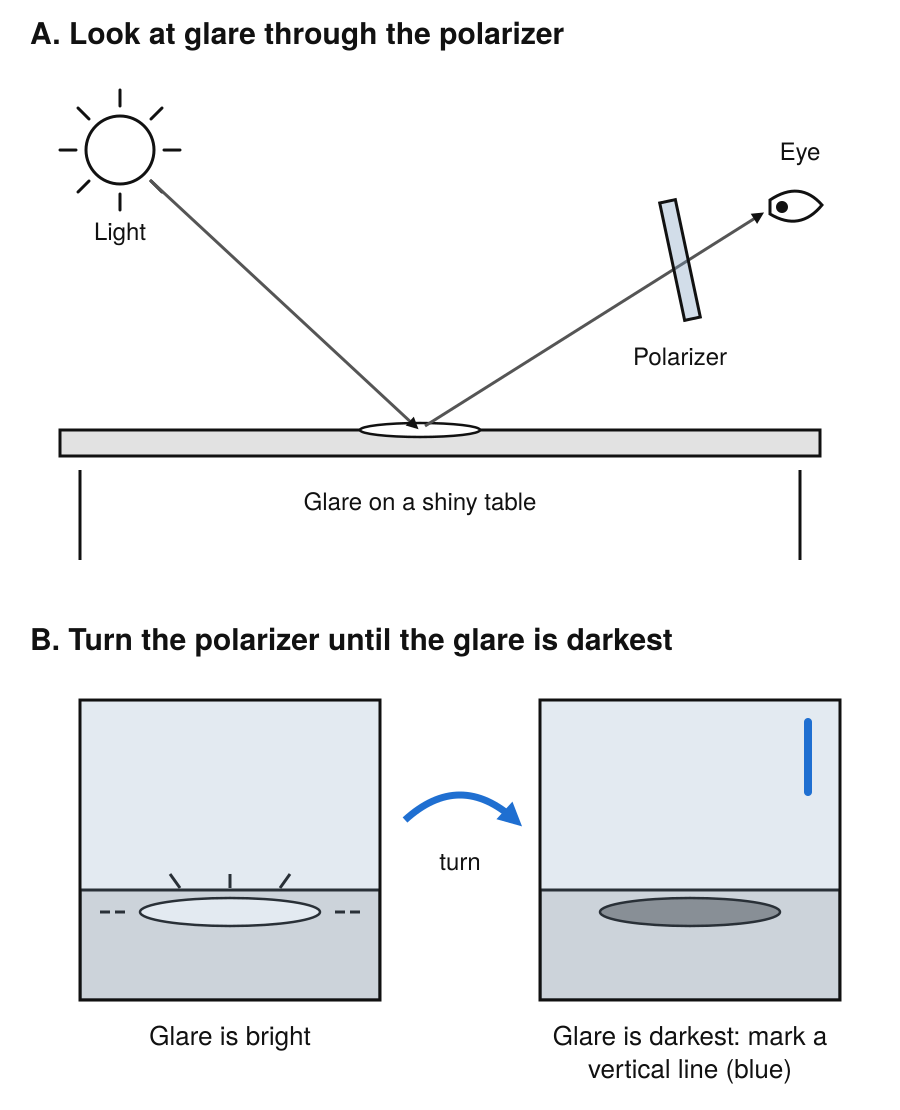 A. Look at glare through the polarizer
Eye
Light
Polarizer
Glare on a shiny table
B. Turn the polarizer until the glare is darkest
turn
Glare is bright
Glare is darkest: mark a
vertical line (blue)